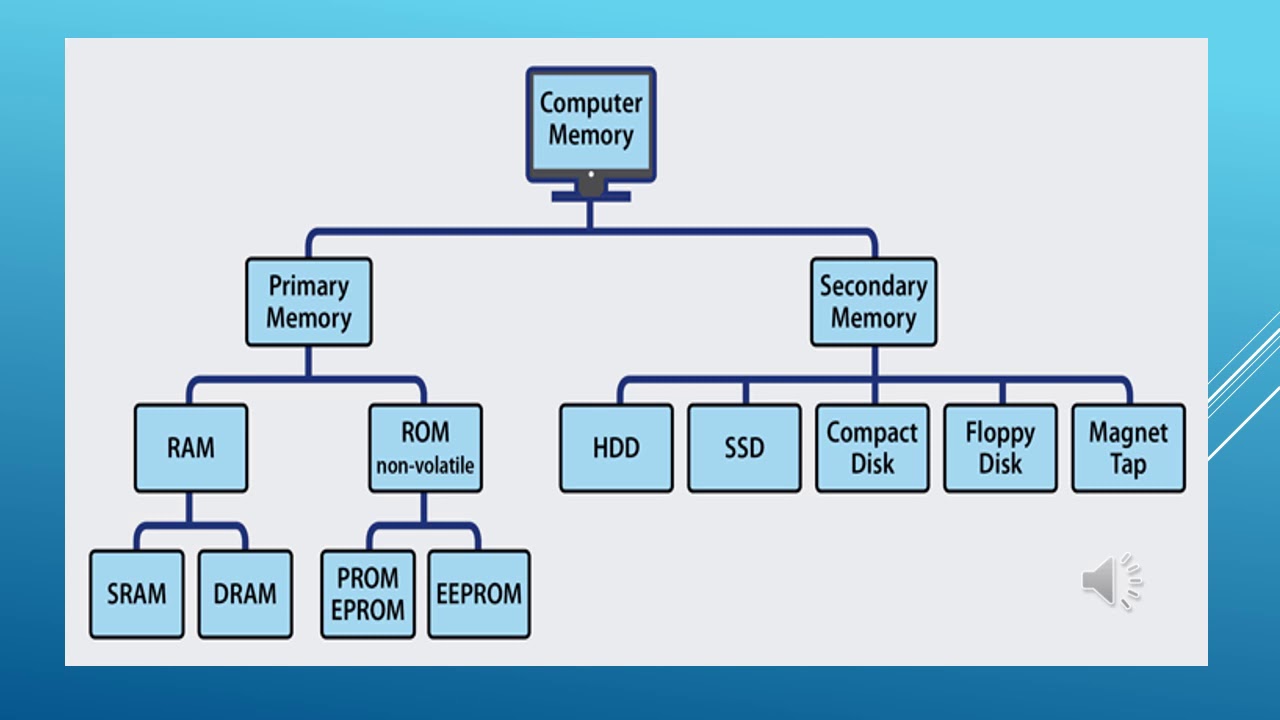 Computer
Memory
Primary
Memory
Secondary
Memory
RAM
ROM
non-volatile
HDD
SSD
Compact
Disk
Floppy
Disk
Magnet
Tap
SRAM
DRAM
PROM
EPROM
EEPROM